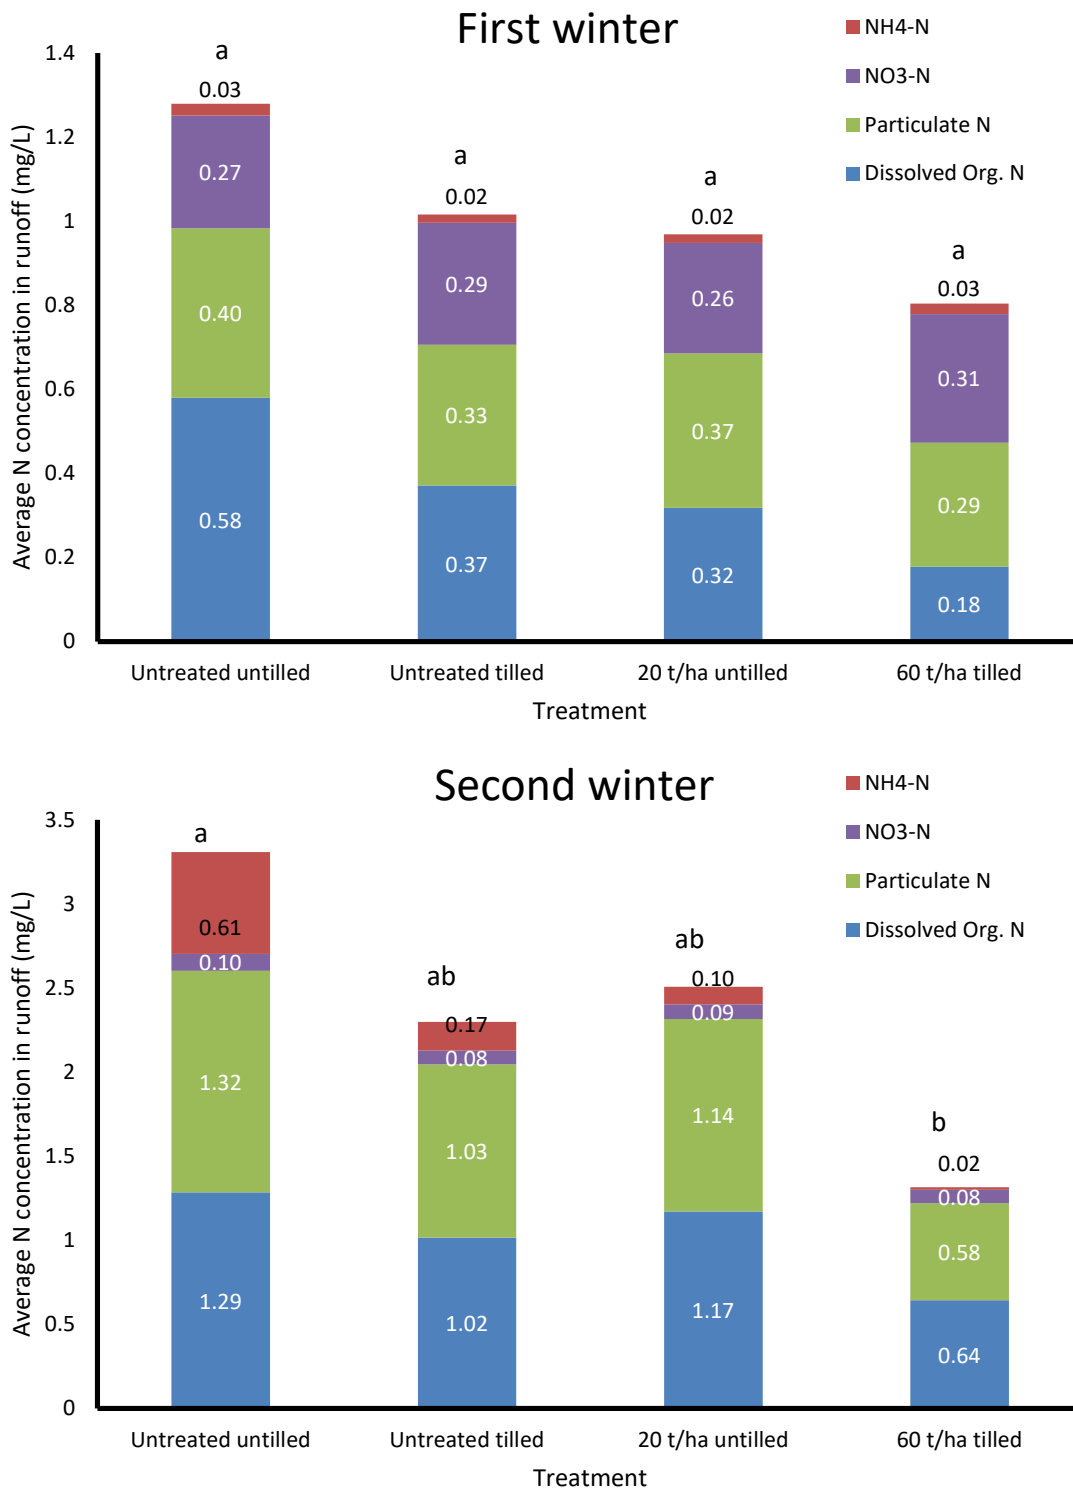 First winter
NH4-N
NO3-N
Particulate N
Dissolved Org. N
Average N concentration in runoff (mg/L)
1.4
1.2
1
0.8
0.6
0.4
0.2
0
a
0.03
0.27
0.40
0.58
a
0.02
0.29
0.33
0.37
a
0.02
0.26
0.37
0.32
a
0.03
0.31
0.29
0.18
Untreated untilled
Untreated tilled
20 t/ha untilled
60 t/ha tilled
Treatment
Second winter
NH4-N
NO3-N
Particulate N
Dissolved Org. N
Average N concentration in runoff (mg/L)
3.5
3
2.5
2
1.5
1
0.5
0
a
0.61
0.10
1.32
1.29
ab
0.17
0.08
1.03
1.02
ab
0.10
0.09
1.14
1.17
b
0.02
0.08
0.58
0.64
Untreated untilled
Untreated tilled
20 t/ha untilled
60 t/ha tilled
Treatment